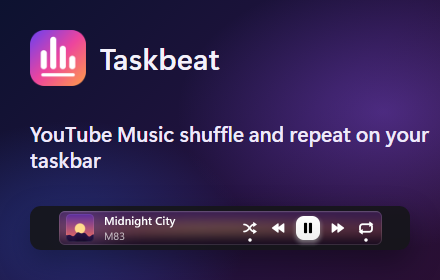 Taskbeat
YouTube Music shuffle and repeat on your
taskbar
Midnight City
M83